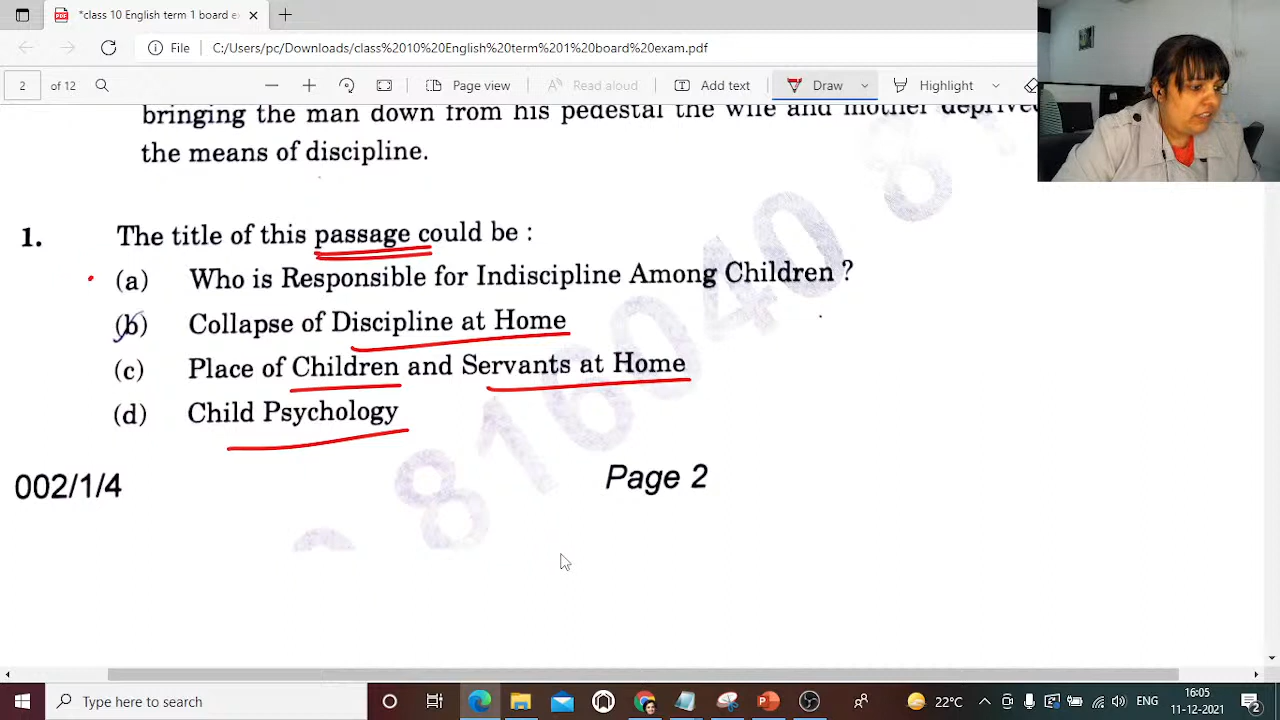 *class 10 English term 1 board e
File
C:/Users/pc/Downloads/class%2010%20English%20term%201%20board%20exam.pdf
2 of 12
Page view
Read aloud
Add text
Draw
Highlight
bringing the man down from his pedestal the wife and mother
the means of discipline.
1. The title of this passage could be :
(a) Who is Responsible for Indiscipline Among Children ?
(b) Collapse of Discipline at Home
(c) Place of Children and Servants at Home
(d) Child Psychology
816040
8
002/1/4
Page 2
Type here to search
22°C
ENG
16:05
11-12-2021
2